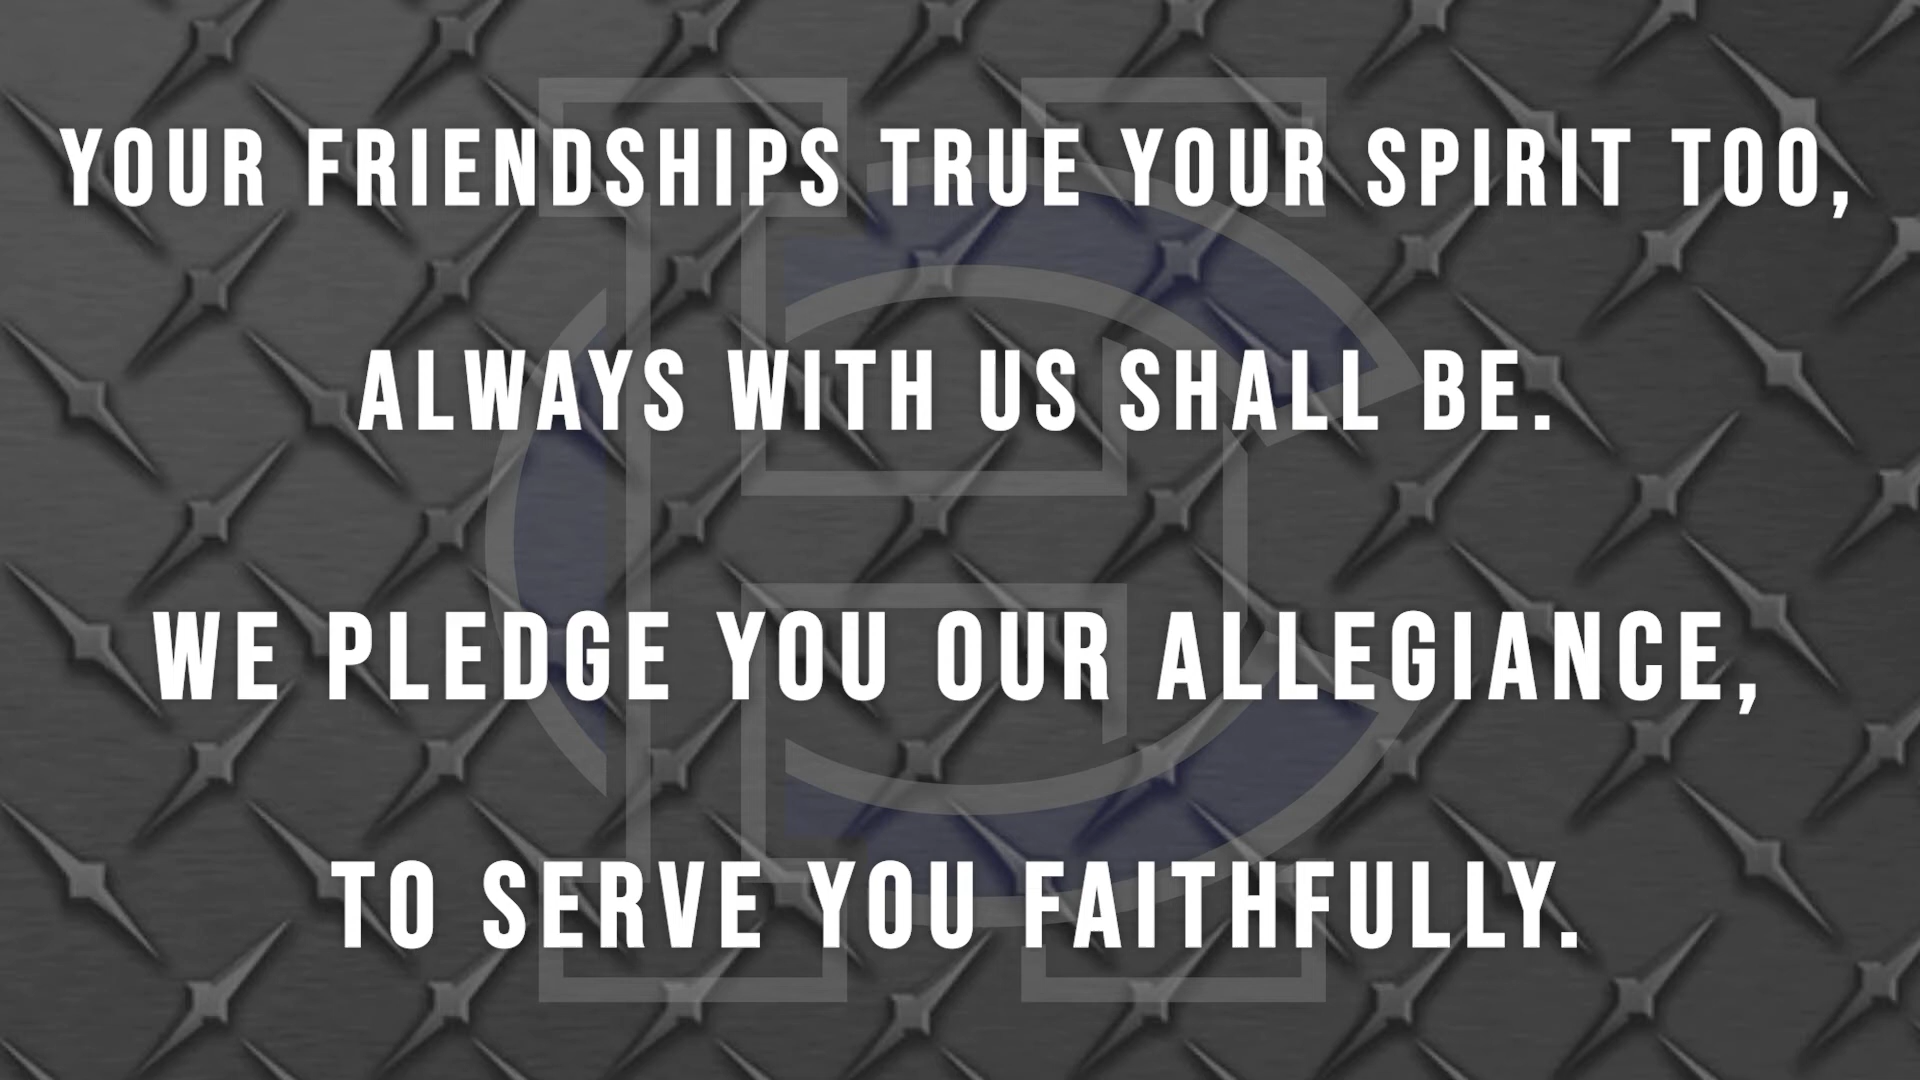 YOUR FRIENDSHIPS TRUE YOUR SPIRIT TOO,
ALWAYS WITH US SHALL BE.
WE PLEDGE YOU OUR ALLEGIANCE,
TO SERVE YOU FAITHFULLY.